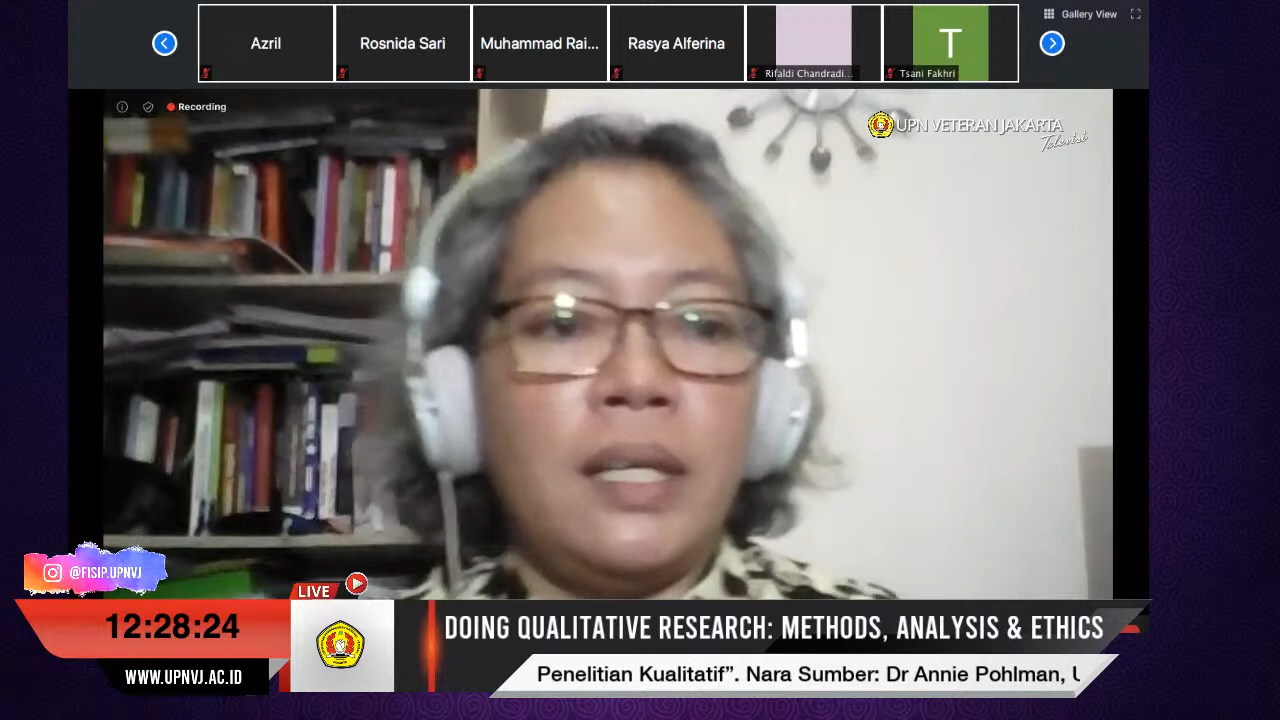 Gallery View
Azril
Rosnida Sari
Muhammad Rai...
Rasya Alferina
T
Rifaldi Chandradi...
Tsani Fakhri
Recording
UPN VETERAN JAKARTA
Televisi
@FISIP.UPNVJ
LIVE
12:28:24
DOING QUALITATIVE RESEARCH: METHODS, ANALYSIS & ETHICS
WWW.UPNVJ.AC.ID
Penelitian Kualitatif”. Nara Sumber: Dr Annie Pohlman, U